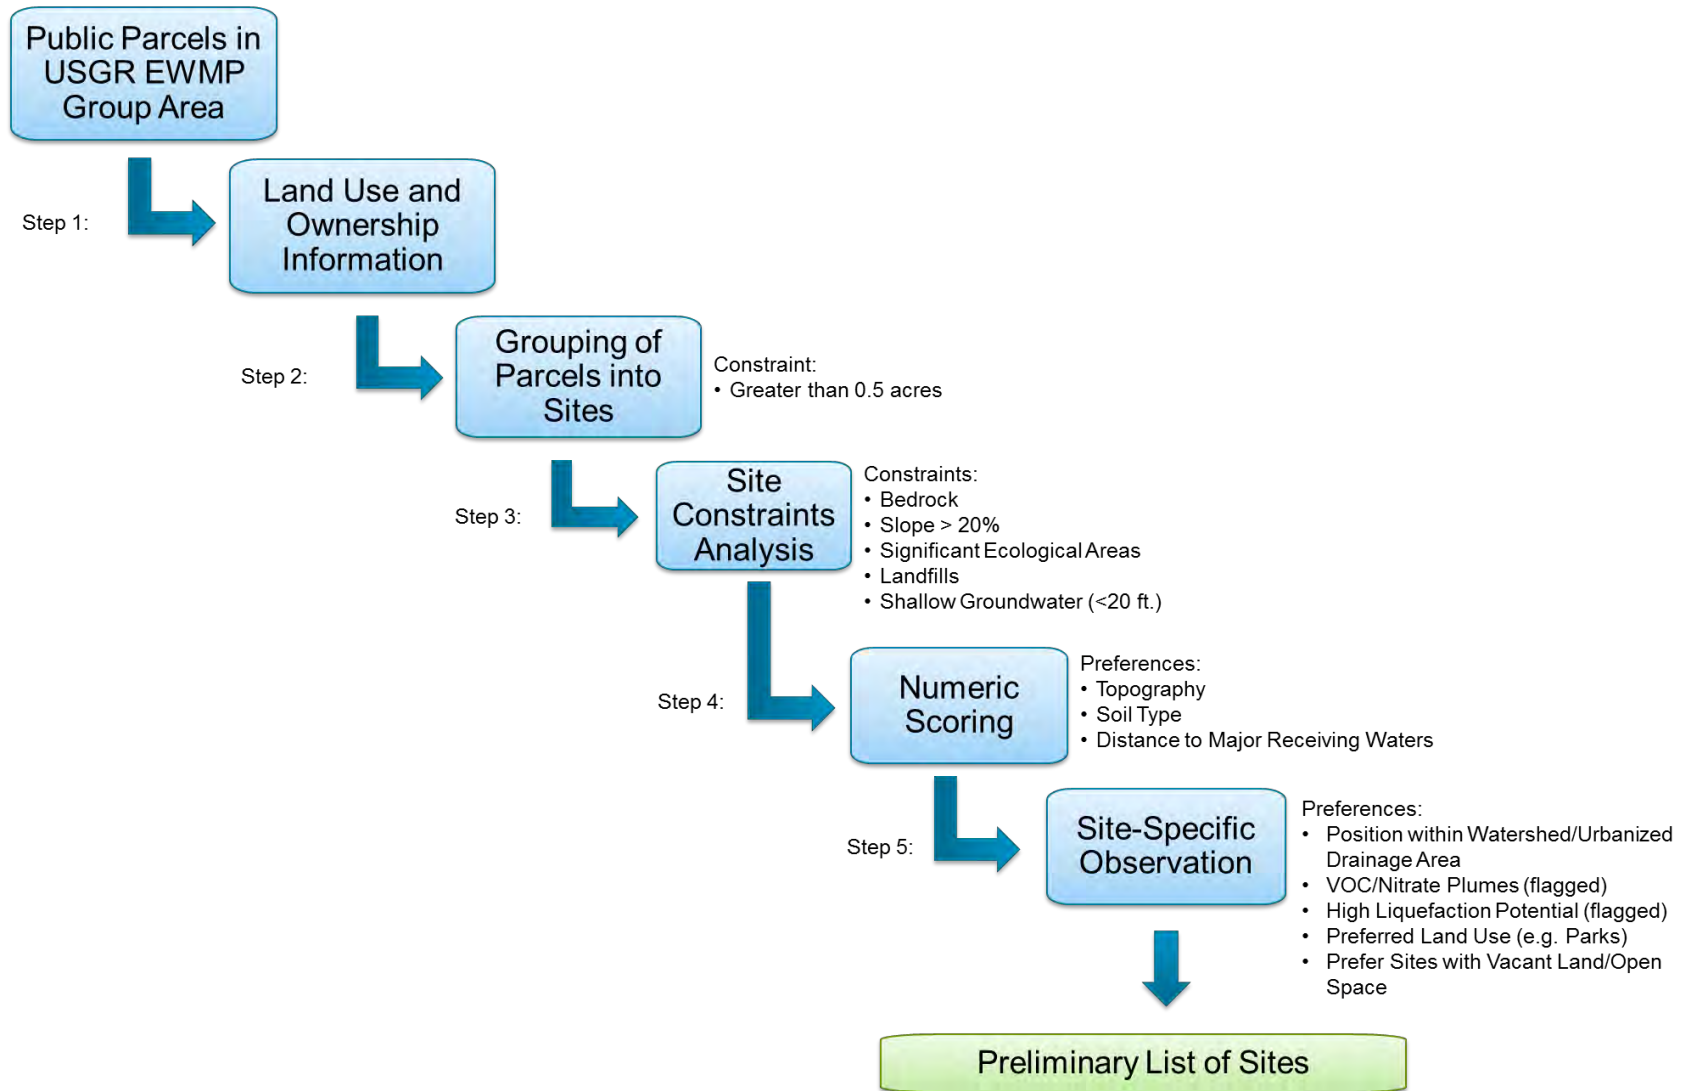 Public Parcels in
USGR EWMP
Group Area
Step 1:
Land Use and
Ownership
Information
Step 2:
Grouping of
Parcels into
Sites
Constraint:
• Greater than 0.5 acres
Step 3:
Site
Constraints
Analysis
Constraints:
• Bedrock
• Slope > 20%
• Significant Ecological Areas
• Landfills
• Shallow Groundwater (<20 ft.)
Step 4:
Numeric
Scoring
Preferences:
• Topography
• Soil Type
• Distance to Major Receiving Waters
Step 5:
Site-Specific
Observation
Preferences:
• Position within Watershed/Urbanized
Drainage Area
• VOC/Nitrate Plumes (flagged)
• High Liquefaction Potential (flagged)
• Preferred Land Use (e.g. Parks)
• Prefer Sites with Vacant Land/Open
Space
Preliminary List of Sites